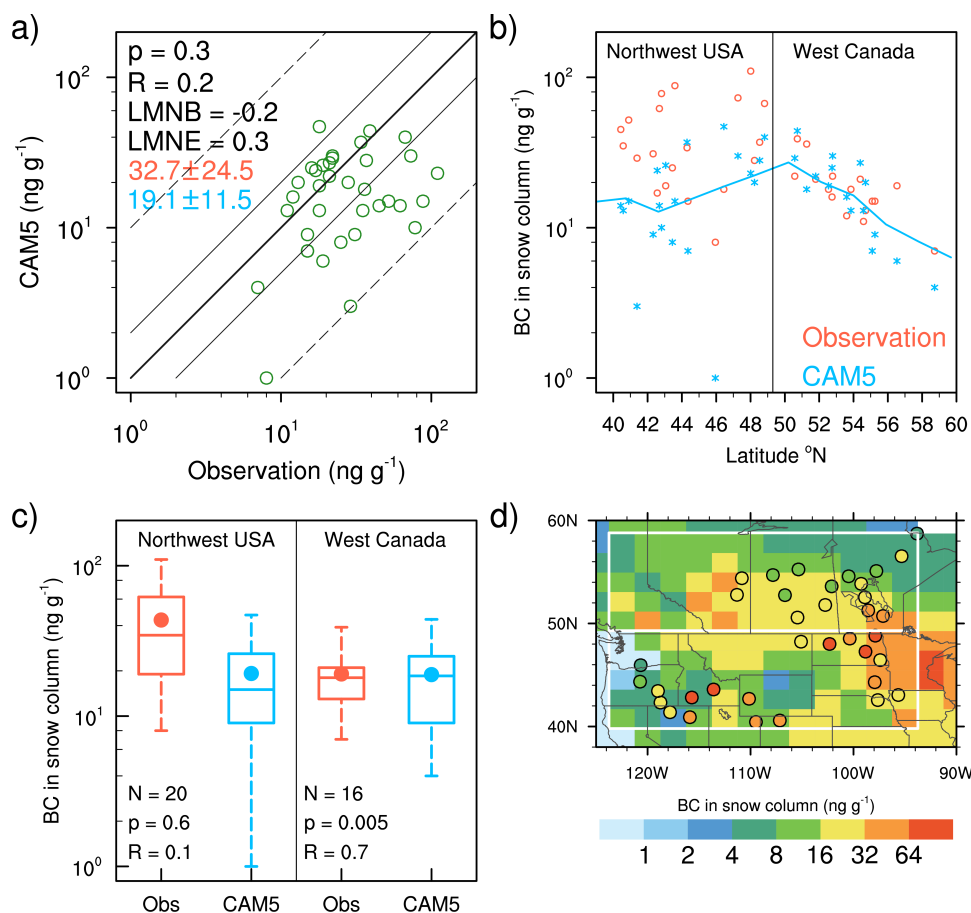 a)
p = 0.3
R = 0.2
LMNB = -0.2
LMNE = 0.3
32.7±24.5
19.1±11.5
CAM5 (ng g⁻¹)
10²
10¹
10⁰
10⁰ 10¹ 10²
Observation (ng g⁻¹)
b)
Northwest USA West Canada
BC in snow column (ng g⁻¹)
10²
10¹
10⁰
Observation
CAM5
40 42 44 46 48 50 52 54 56 58 60
Latitude °N
c)
Northwest USA West Canada
BC in snow column (ng g⁻¹)
10²
10¹
10⁰
N = 20
p = 0.6
R = 0.1
N = 16
p = 0.005
R = 0.7
Obs CAM5 Obs CAM5
d)
60N
50N
40N
120W 110W 100W 90W
BC in snow column (ng g⁻¹)
1 2 4 8 16 32 64